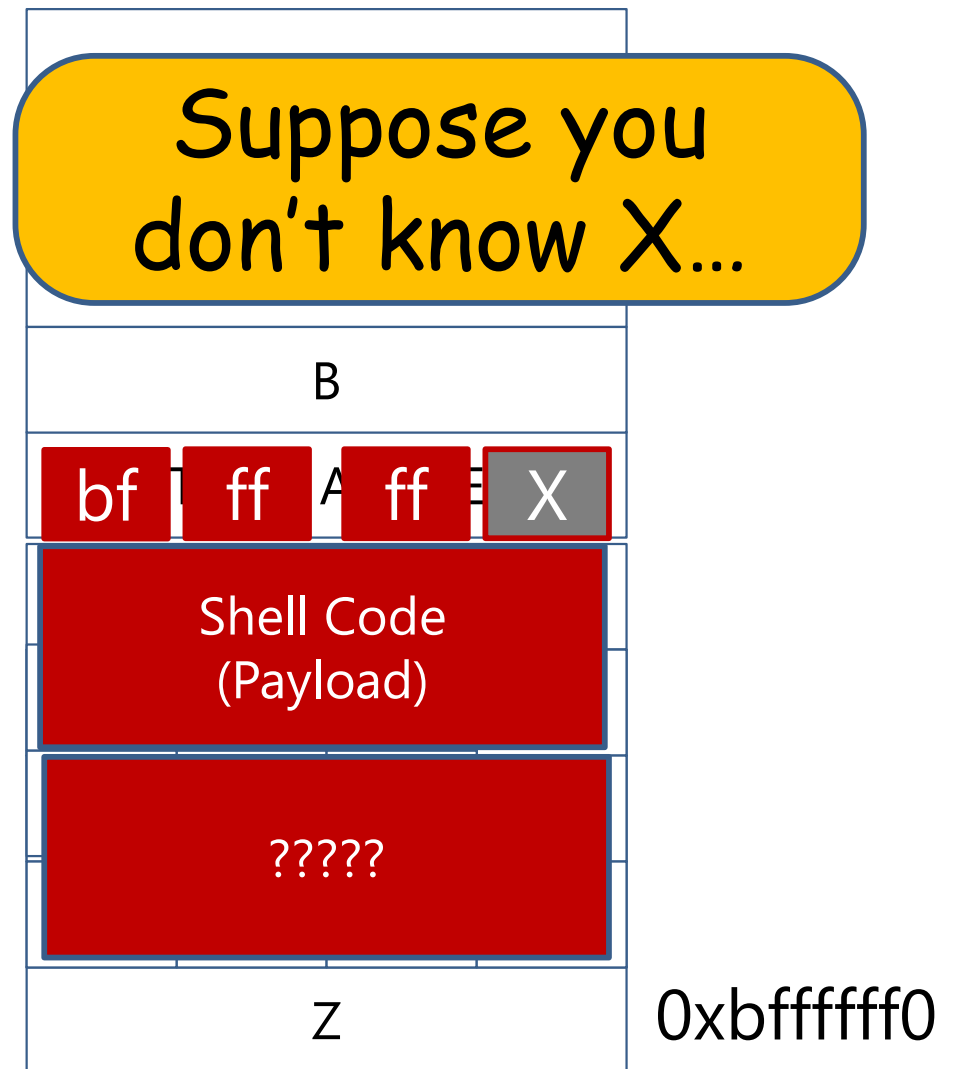 Suppose you
don't know X...
B
bf ff A ff E X
Shell Code
(Payload)
?????
Z 0xbffffff0